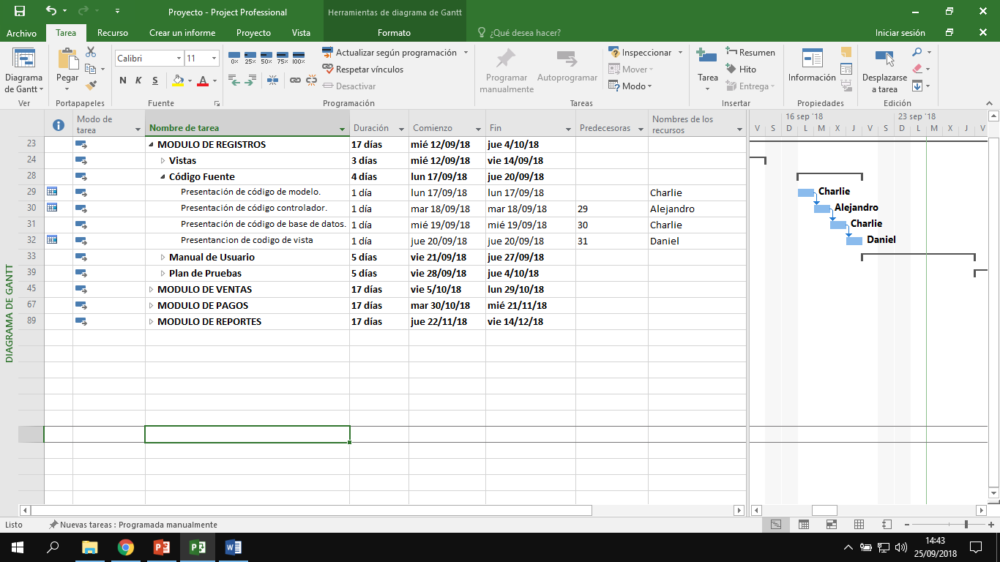 Proyecto - Project Professional
Herramientas de diagrama de Gantt
Archivo Tarea Recurso Crear un informe Proyecto Vista Formato ¿Qué desea hacer? Iniciar sesión
Diagrama de Gantt
Ver
Pegar
Portapapeles
Calibri 11
N K S
Fuente
0% 25% 50% 75% 100%
Actualizar según programación
Respetar vínculos
Desactivar
Programación
Programar manualmente
Autoprogramar
Inspeccionar
Mover
Modo
Tareas
Tarea
Resumen
Hito
Entrega
Insertar
Información
Propiedades
Desplazarse a tarea
Edición
Modo de tarea Nombre de tarea Duración Comienzo Fin Predecesoras Nombres de los recursos
16 sep '18 23 sep '18
V S D L M X J V S D L M X J V
23 MODULO DE REGISTROS 17 días mié 12/09/18 jue 4/10/18
24 Vistas 3 días mié 12/09/18 vie 14/09/18
28 Código Fuente 4 días lun 17/09/18 jue 20/09/18
29 Presentación de código de modelo. 1 día lun 17/09/18 lun 17/09/18 Charlie Charlie
30 Presentación de código controlador. 1 día mar 18/09/18 mar 18/09/18 29 Alejandro Alejandro
31 Presentación de código de base de datos. 1 día mié 19/09/18 mié 19/09/18 30 Charlie Charlie
32 Presentancion de codigo de vista 1 día jue 20/09/18 jue 20/09/18 31 Daniel Daniel
33 Manual de Usuario 5 días vie 21/09/18 jue 27/09/18
39 Plan de Pruebas 5 días vie 28/09/18 jue 4/10/18
45 MODULO DE VENTAS 17 días vie 5/10/18 lun 29/10/18
67 MODULO DE PAGOS 17 días mar 30/10/18 mié 21/11/18
89 MODULO DE REPORTES 17 días jue 22/11/18 vie 14/12/18
DIAGRAMA DE GANTT
Listo Nuevas tareas : Programada manualmente
14:43
25/09/2018